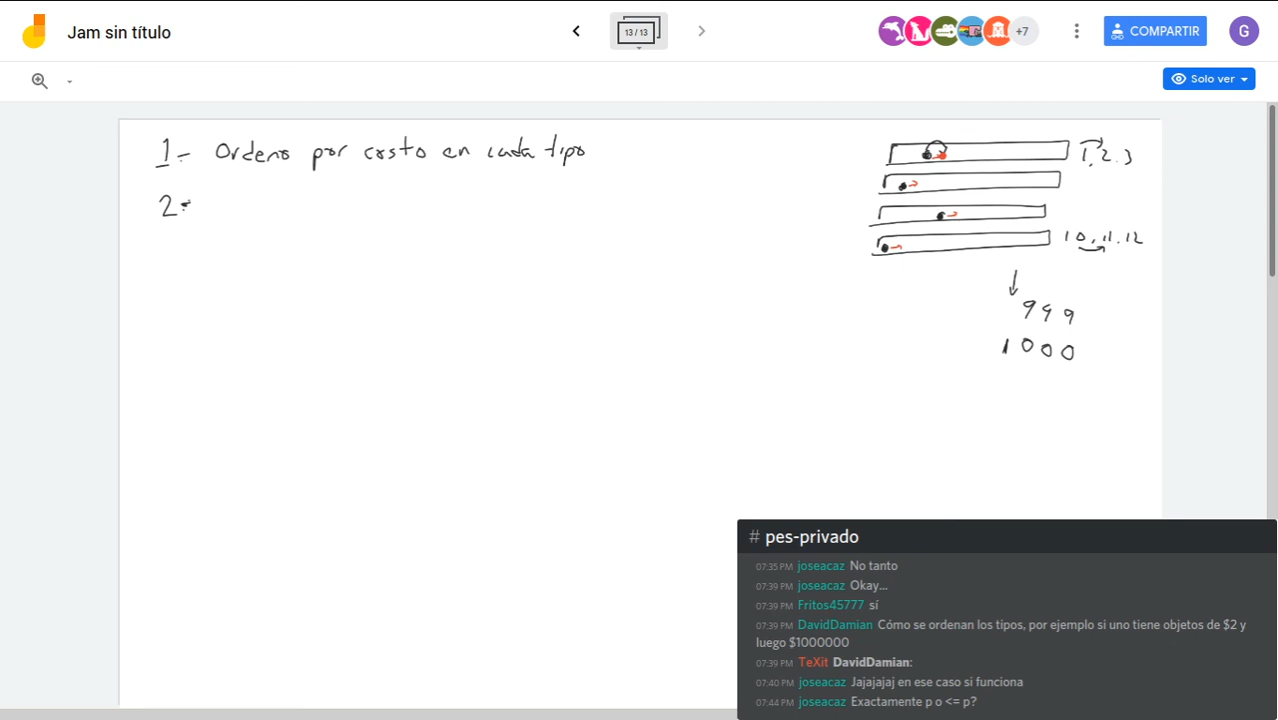 Jam sin título
13 / 13
+7
COMPARTIR
G
Solo ver
1- Ordeno por costo en cada tipo
2-
1, 2, 3
10, 11, 12
999
1000
# pes-privado
07:35 PM joseacaz No tanto
07:39 PM joseacaz Okay...
07:39 PM Fritos45777 sí
07:39 PM DavidDamian Cómo se ordenan los tipos, por ejemplo si uno tiene objetos de $2 y
luego $1000000
07:39 PM TeXit DavidDamian:
07:40 PM joseacaz Jajajajaj en ese caso si funciona
07:44 PM joseacaz Exactamente p o <= p?